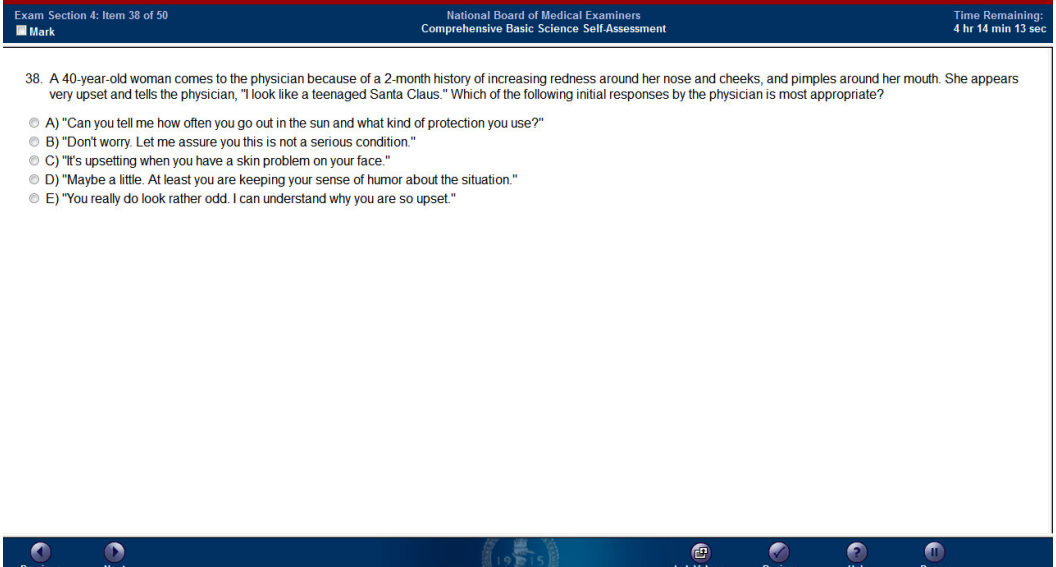 Exam Section 4: Item 38 of 50
National Board of Medical Examiners
Time Remaining:
Mark
Comprehensive Basic Science Self-Assessment
4 hr 14 min 13 sec
38. A 40-year-old woman comes to the physician because of a 2-month history of increasing redness around her nose and cheeks, and pimples around her mouth. She appears
very upset and tells the physician, "I look like a teenaged Santa Claus." Which of the following initial responses by the physician is most appropriate?
A) "Can you tell me how often you go out in the sun and what kind of protection you use?"
B) "Don't worry. Let me assure you this is not a serious condition."
C) "It's upsetting when you have a skin problem on your face."
D) "Maybe a little. At least you are keeping your sense of humor about the situation."
E) "You really do look rather odd. I can understand why you are so upset."